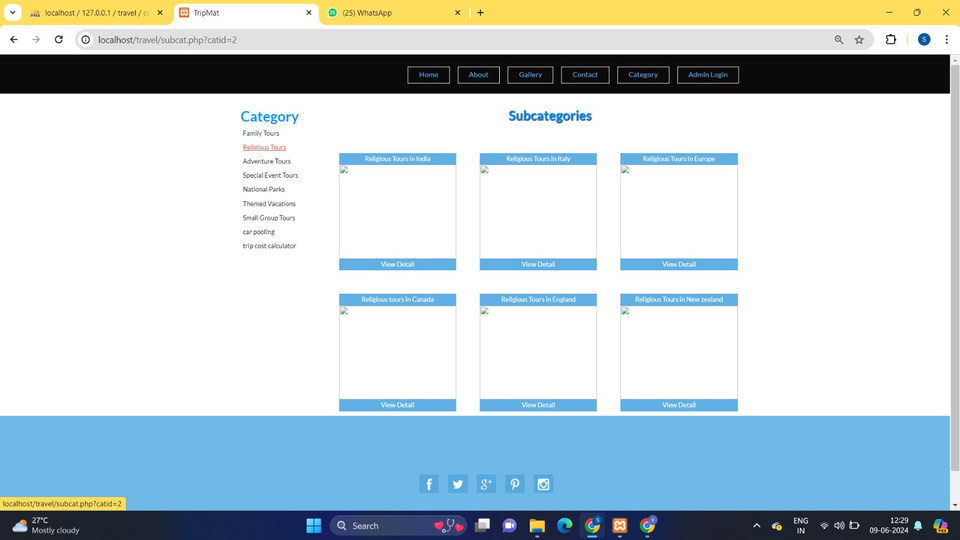 localhost / 127.0.0.1 / travel / c
TripMat
(25) WhatsApp
localhost/travel/subcat.php?catid=2
S
Home
About
Gallery
Contact
Category
Admin Login
Category
Family Tours
Religious Tours
Adventure Tours
Special Event Tours
National Parks
Themed Vacations
Small Group Tours
car pooling
trip cost calculator
Subcategories
Religious Tours in India
Religious Tours in Italy
Religious Tours in Europe
View Detail
View Detail
View Detail
Religious tours in Canada
Religious Tours in England
Religious Tours in New zealand
View Detail
View Detail
View Detail
localhost/travel/subcat.php?catid=2
27°C
Mostly cloudy
Search
ENG
IN
12:29
09-06-2024